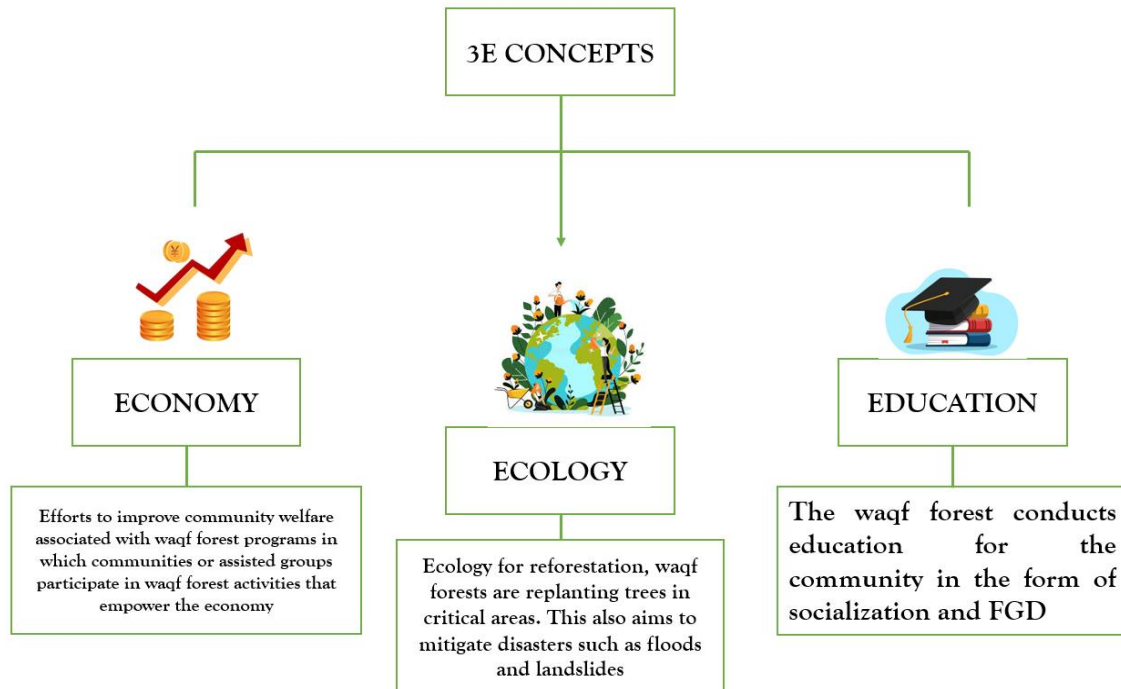 3E CONCEPTS
ECONOMY
Efforts to improve community welfare
associated with waqf forest programs in
which communities or assisted groups
participate in waqf forest activities that
empower the economy
ECOLOGY
Ecology for reforestation, waqf
forests are replanting trees in
critical areas. This also aims to
mitigate disasters such as floods
and landslides
EDUCATION
The waqf forest conducts
education for the
community in the form of
socialization and FGD